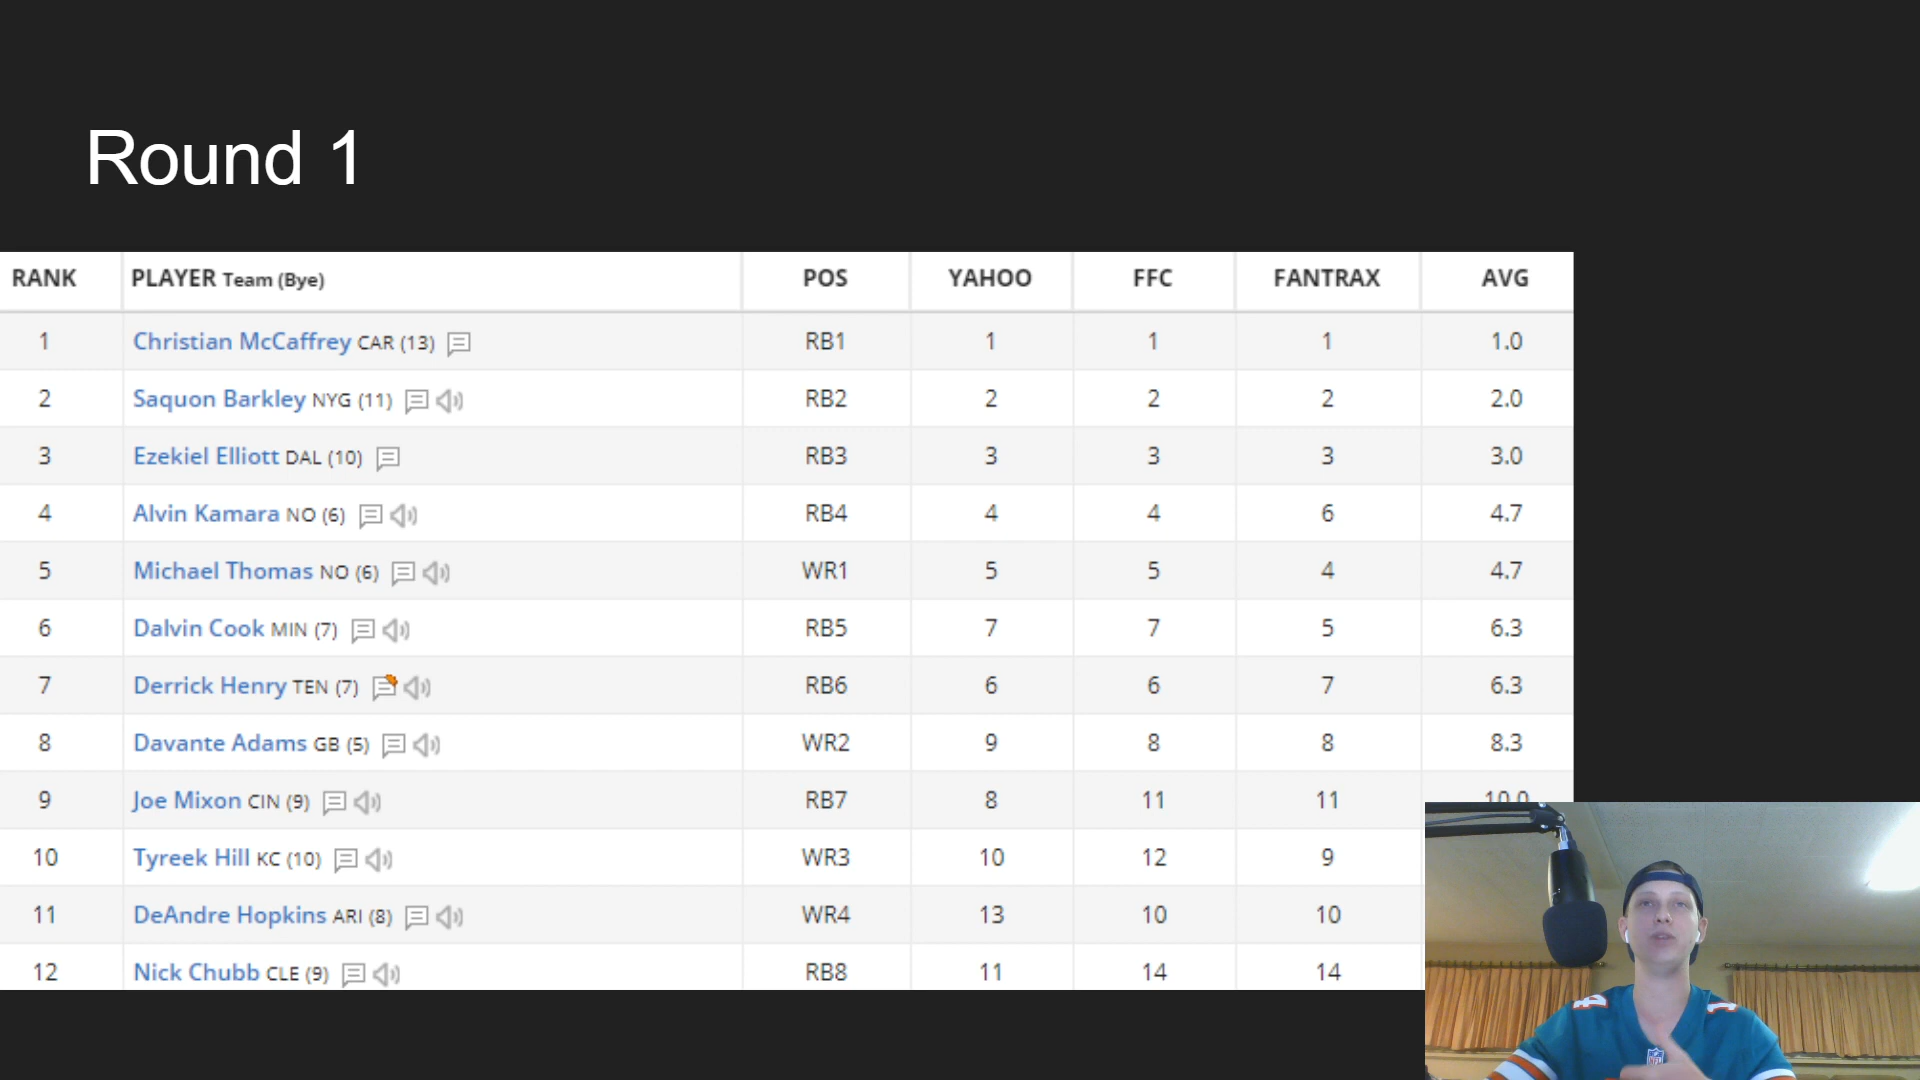 Round 1
RANK PLAYER Team (Bye) POS YAHOO FFC FANTRAX AVG
1 Christian McCaffrey CAR (13) RB1 1 1 1 1.0
2 Saquon Barkley NYG (11) RB2 2 2 2 2.0
3 Ezekiel Elliott DAL (10) RB3 3 3 3 3.0
4 Alvin Kamara NO (6) RB4 4 4 6 4.7
5 Michael Thomas NO (6) WR1 5 5 4 4.7
6 Dalvin Cook MIN (7) RB5 7 7 5 6.3
7 Derrick Henry TEN (7) RB6 6 6 7 6.3
8 Davante Adams GB (5) WR2 9 8 8 8.3
9 Joe Mixon CIN (9) RB7 8 11 11 10.0
10 Tyreek Hill KC (10) WR3 10 12 9
11 DeAndre Hopkins ARI (8) WR4 13 10 10
12 Nick Chubb CLE (9) RB8 11 14 14